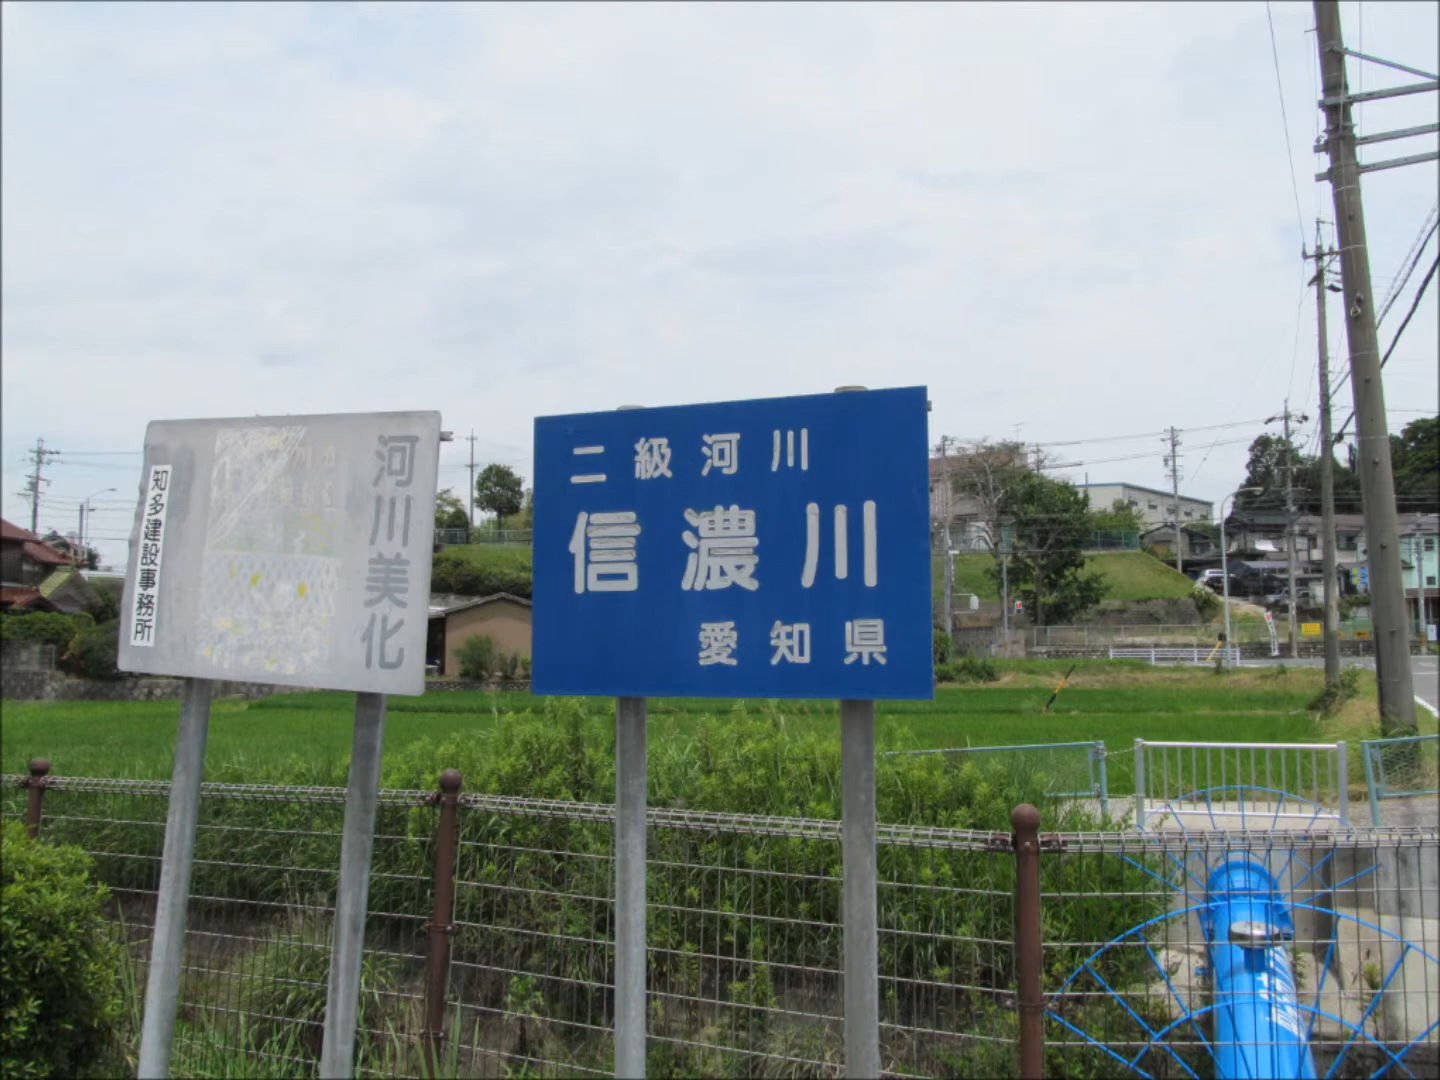 河川美化
知多建設事務所
二級河川
信濃川
愛知県